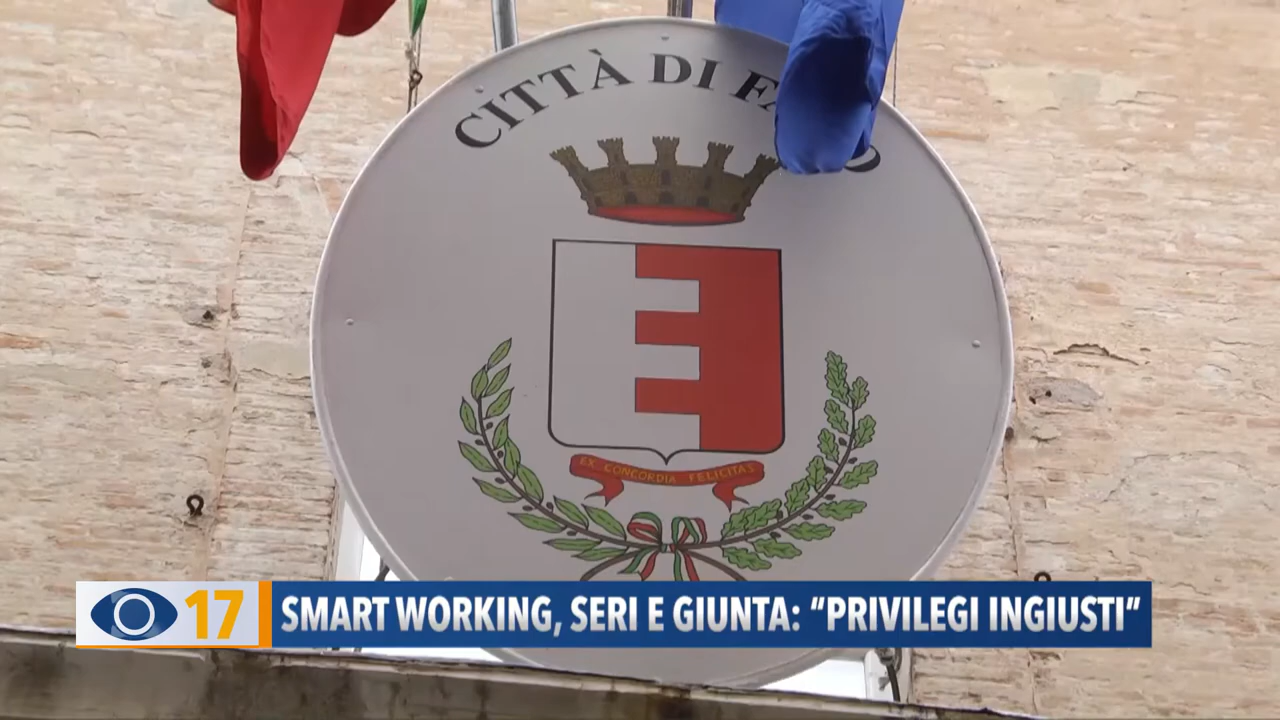 CITTÀ DI
EX CONCORDIA FELICITAS
17
SMART WORKING, SERI E GIUNTA: “PRIVILEGI INGIUSTI”